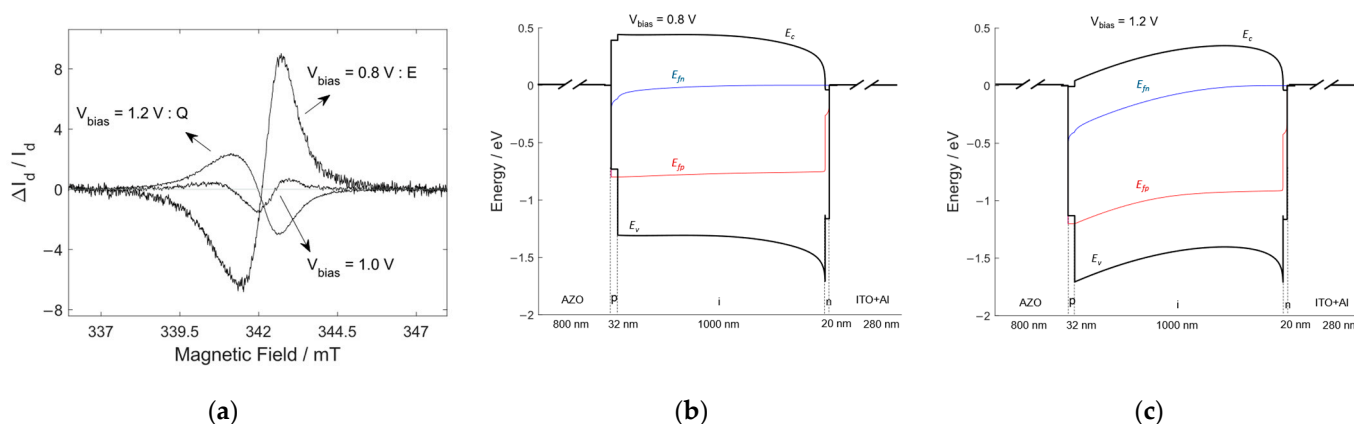 ΔI_d / I_d
8
4
0
−4
−8
V_bias = 0.8 V : E
V_bias = 1.2 V : Q
V_bias = 1.0 V
337
339.5
342
344.5
347
Magnetic Field / mT
(a)
V_bias = 0.8 V
Energy / eV
0.5
0
-0.5
-1
-1.5
-2
E_c
E_fn
E_fp
E_v
AZO
p
i
n
ITO+Al
800 nm
32 nm
1000 nm
20 nm
280 nm
(b)
V_bias = 1.2 V
Energy / eV
0.5
0
-0.5
-1
-1.5
-2
E_c
E_fn
E_fp
E_v
AZO
p
i
n
ITO+Al
800 nm
32 nm
1000 nm
20 nm
280 nm
(c)